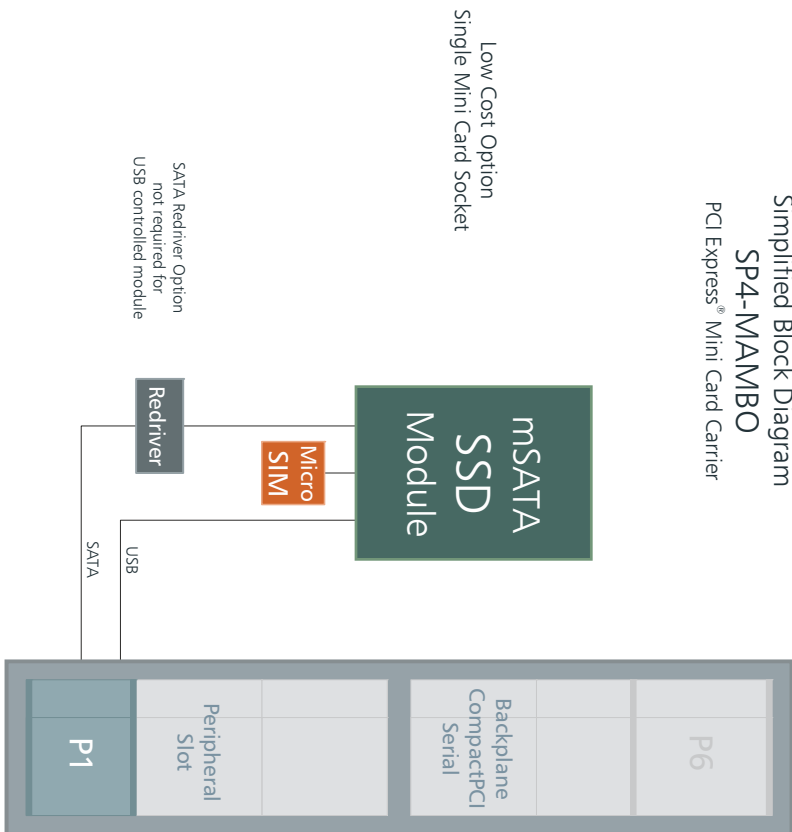 Simplified Block Diagram
SP4-MAMBO
PCI Express® Mini Card Carrier
Low Cost Option
Single Mini Card Socket
mSATA
SSD
Module
Micro
SIM
Redriver
SATA Redriver Option
not required for
USB controlled module
USB
SATA
P6
Backplane
CompactPCI
Serial
Peripheral
Slot
P1